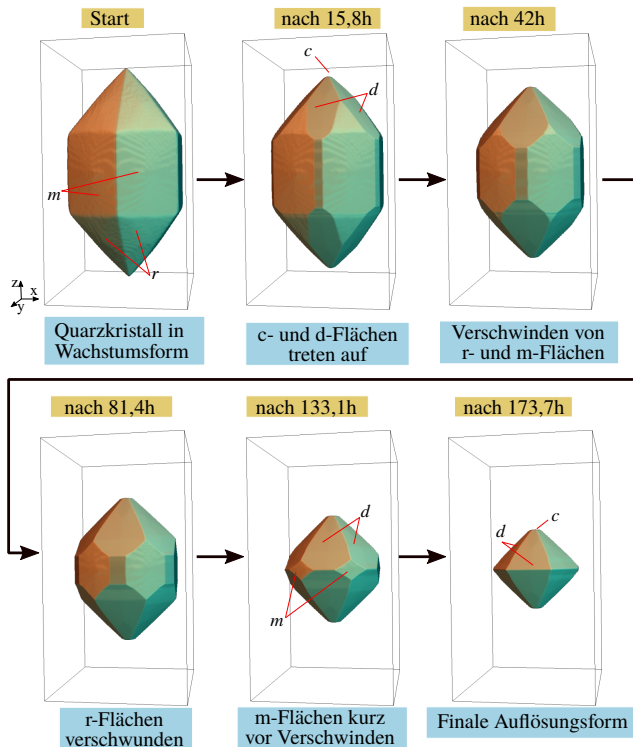 Start
nach 15,8h
nach 42h
c
d
m
r
z
x
y
Quarzkristall in
Wachstumsform
c- und d-Flächen
treten auf
Verschwinden von
r- und m-Flächen
nach 81,4h
nach 133,1h
nach 173,7h
d
c
d
m
r-Flächen
verschwunden
m-Flächen kurz
vor Verschwinden
Finale Auflösungsform